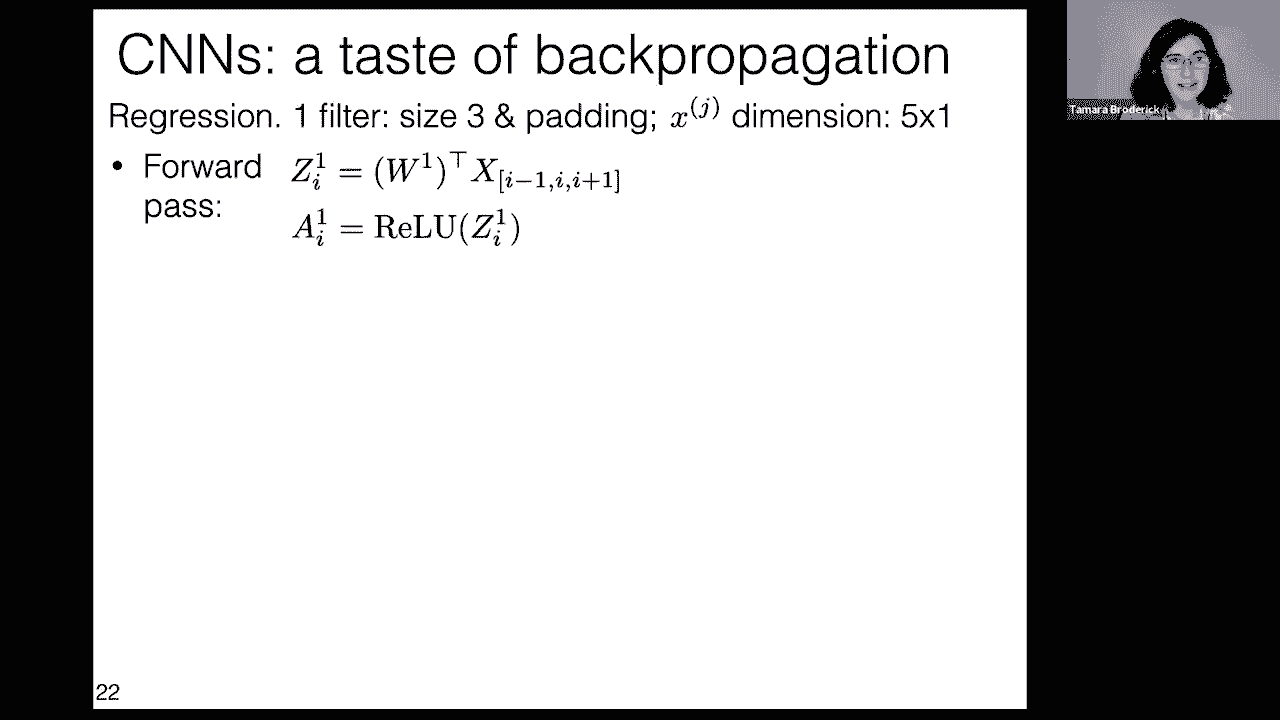 CNNs: a taste of backpropagation
Regression. 1 filter: size 3 & padding; $x^{(j)}$ dimension: 5x1
• Forward pass: $Z_i^1 = (W^1)^\top X_{[i-1,i,i+1]}$
$A_i^1 = \mathrm{ReLU}(Z_i^1)$
22
Tamara Broderick